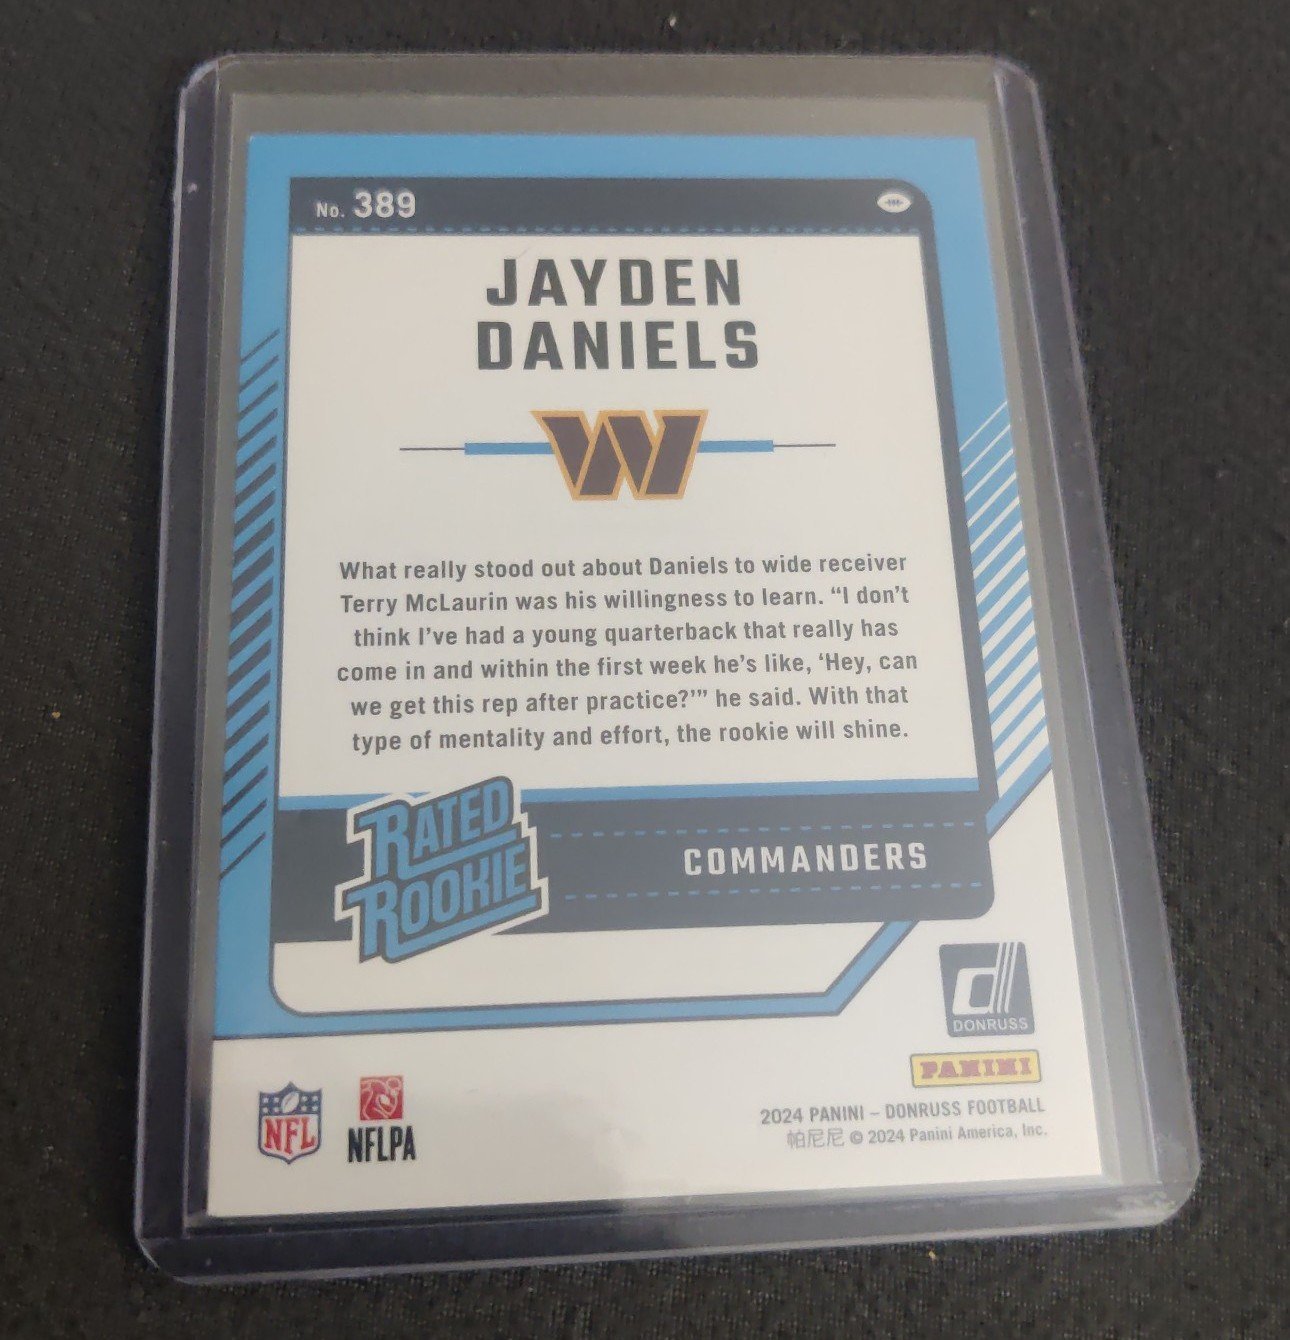 No. 389
JAYDEN
DANIELS
W
What really stood out about Daniels to wide receiver
Terry McLaurin was his willingness to learn. “I don’t
think I’ve had a young quarterback that really has
come in and within the first week he’s like, ‘Hey, can
we get this rep after practice?’” he said. With that
type of mentality and effort, the rookie will shine.
RATED
ROOKIE
COMMANDERS
d
DONRUSS
PANINI
NFL
NFLPA
2024 PANINI – DONRUSS FOOTBALL
帕尼尼 © 2024 Panini America, Inc.